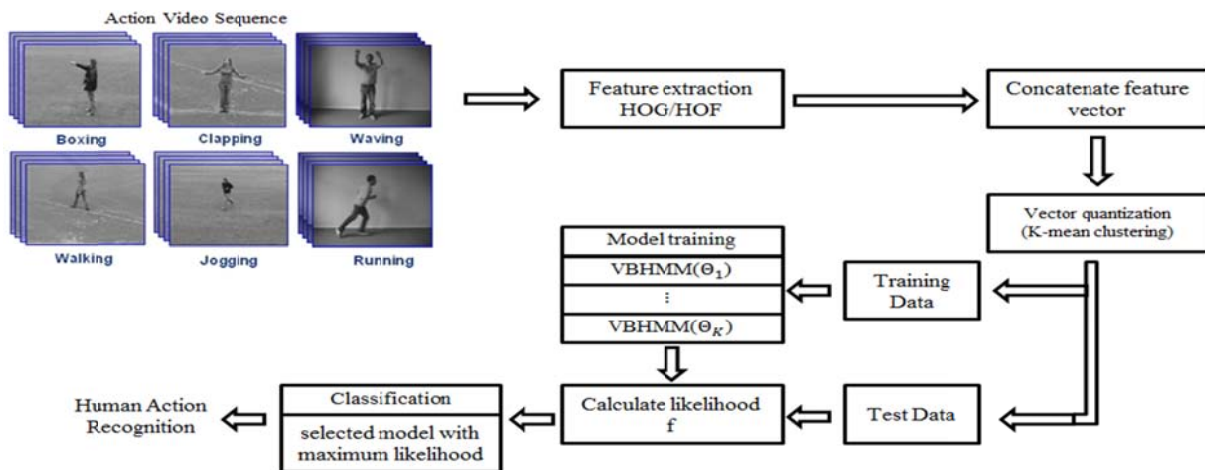 Action Video Sequence
Boxing
Clapping
Waving
Walking
Jogging
Running
Feature extraction
HOG/HOF
Concatenate feature
vector
Vector quantization
(K-mean clustering)
Training
Data
Model training
VBHMM(Θ₁)
⋮
VBHMM(Θ_K)
Test Data
Calculate likelihood
f
Classification
selected model with
maximum likelihood
Human Action
Recognition